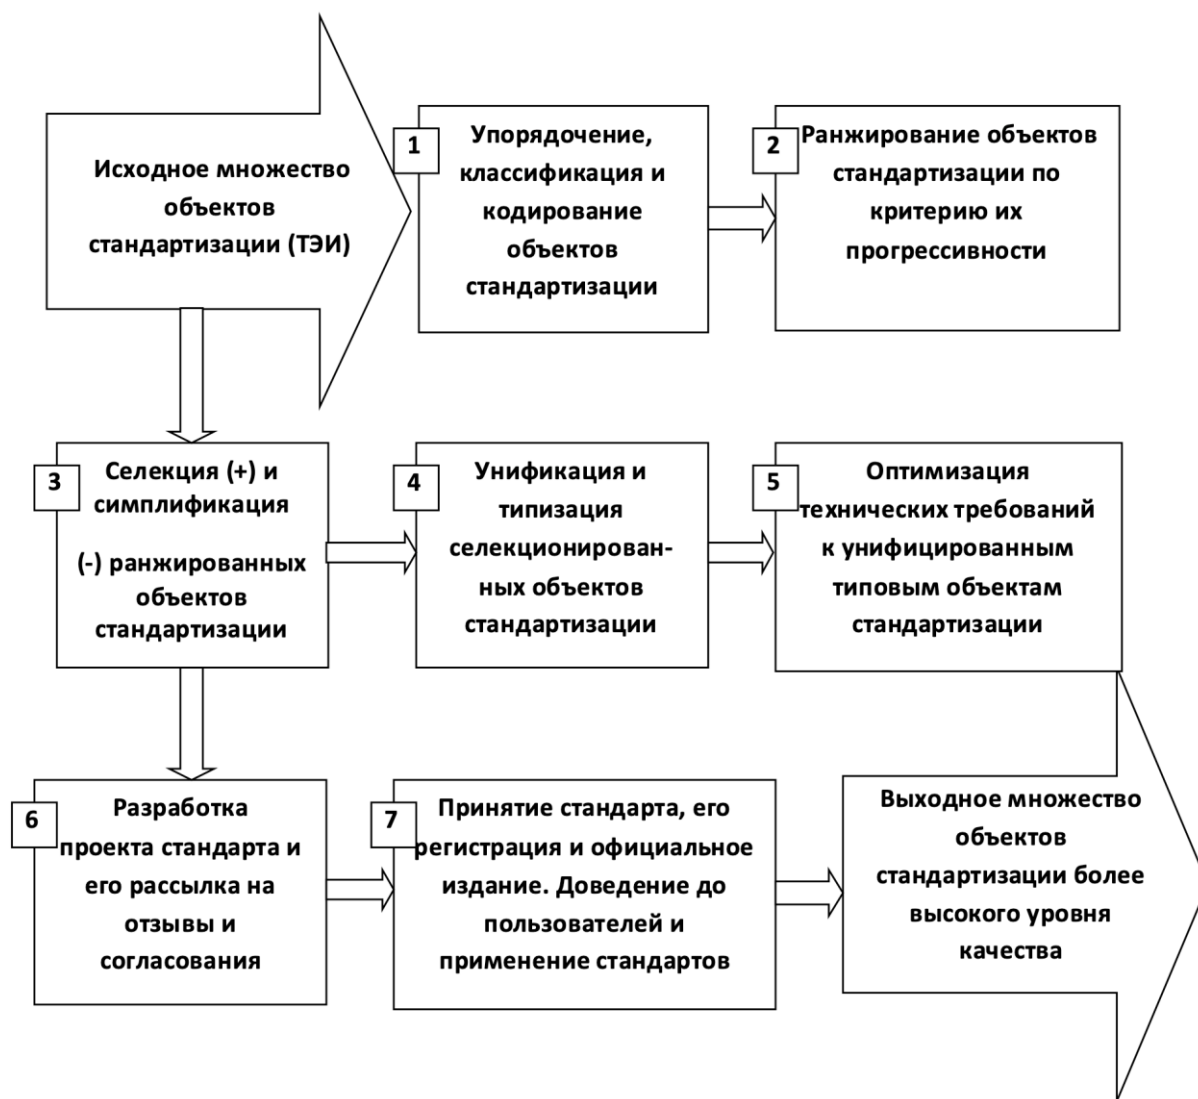 Исходное множество
объектов
стандартизации (ТЭИ)
1
Упорядочение,
классификация и
кодирование
объектов
стандартизации
2
Ранжирование объектов
стандартизации по
критерию их
прогрессивности
3
Селекция (+) и
симплификация
(-) ранжированных
объектов
стандартизации
4
Унификация и
типизация
селекционирован-
ных объектов
стандартизации
5
Оптимизация
технических требований
к унифицированным
типовым объектам
стандартизации
6
Разработка
проекта стандарта и
его рассылка на
отзывы и
согласования
7
Принятие стандарта, его
регистрация и официальное
издание. Доведение до
пользователей и
применение стандартов
Выходное множество
объектов
стандартизации более
высокого уровня
качества